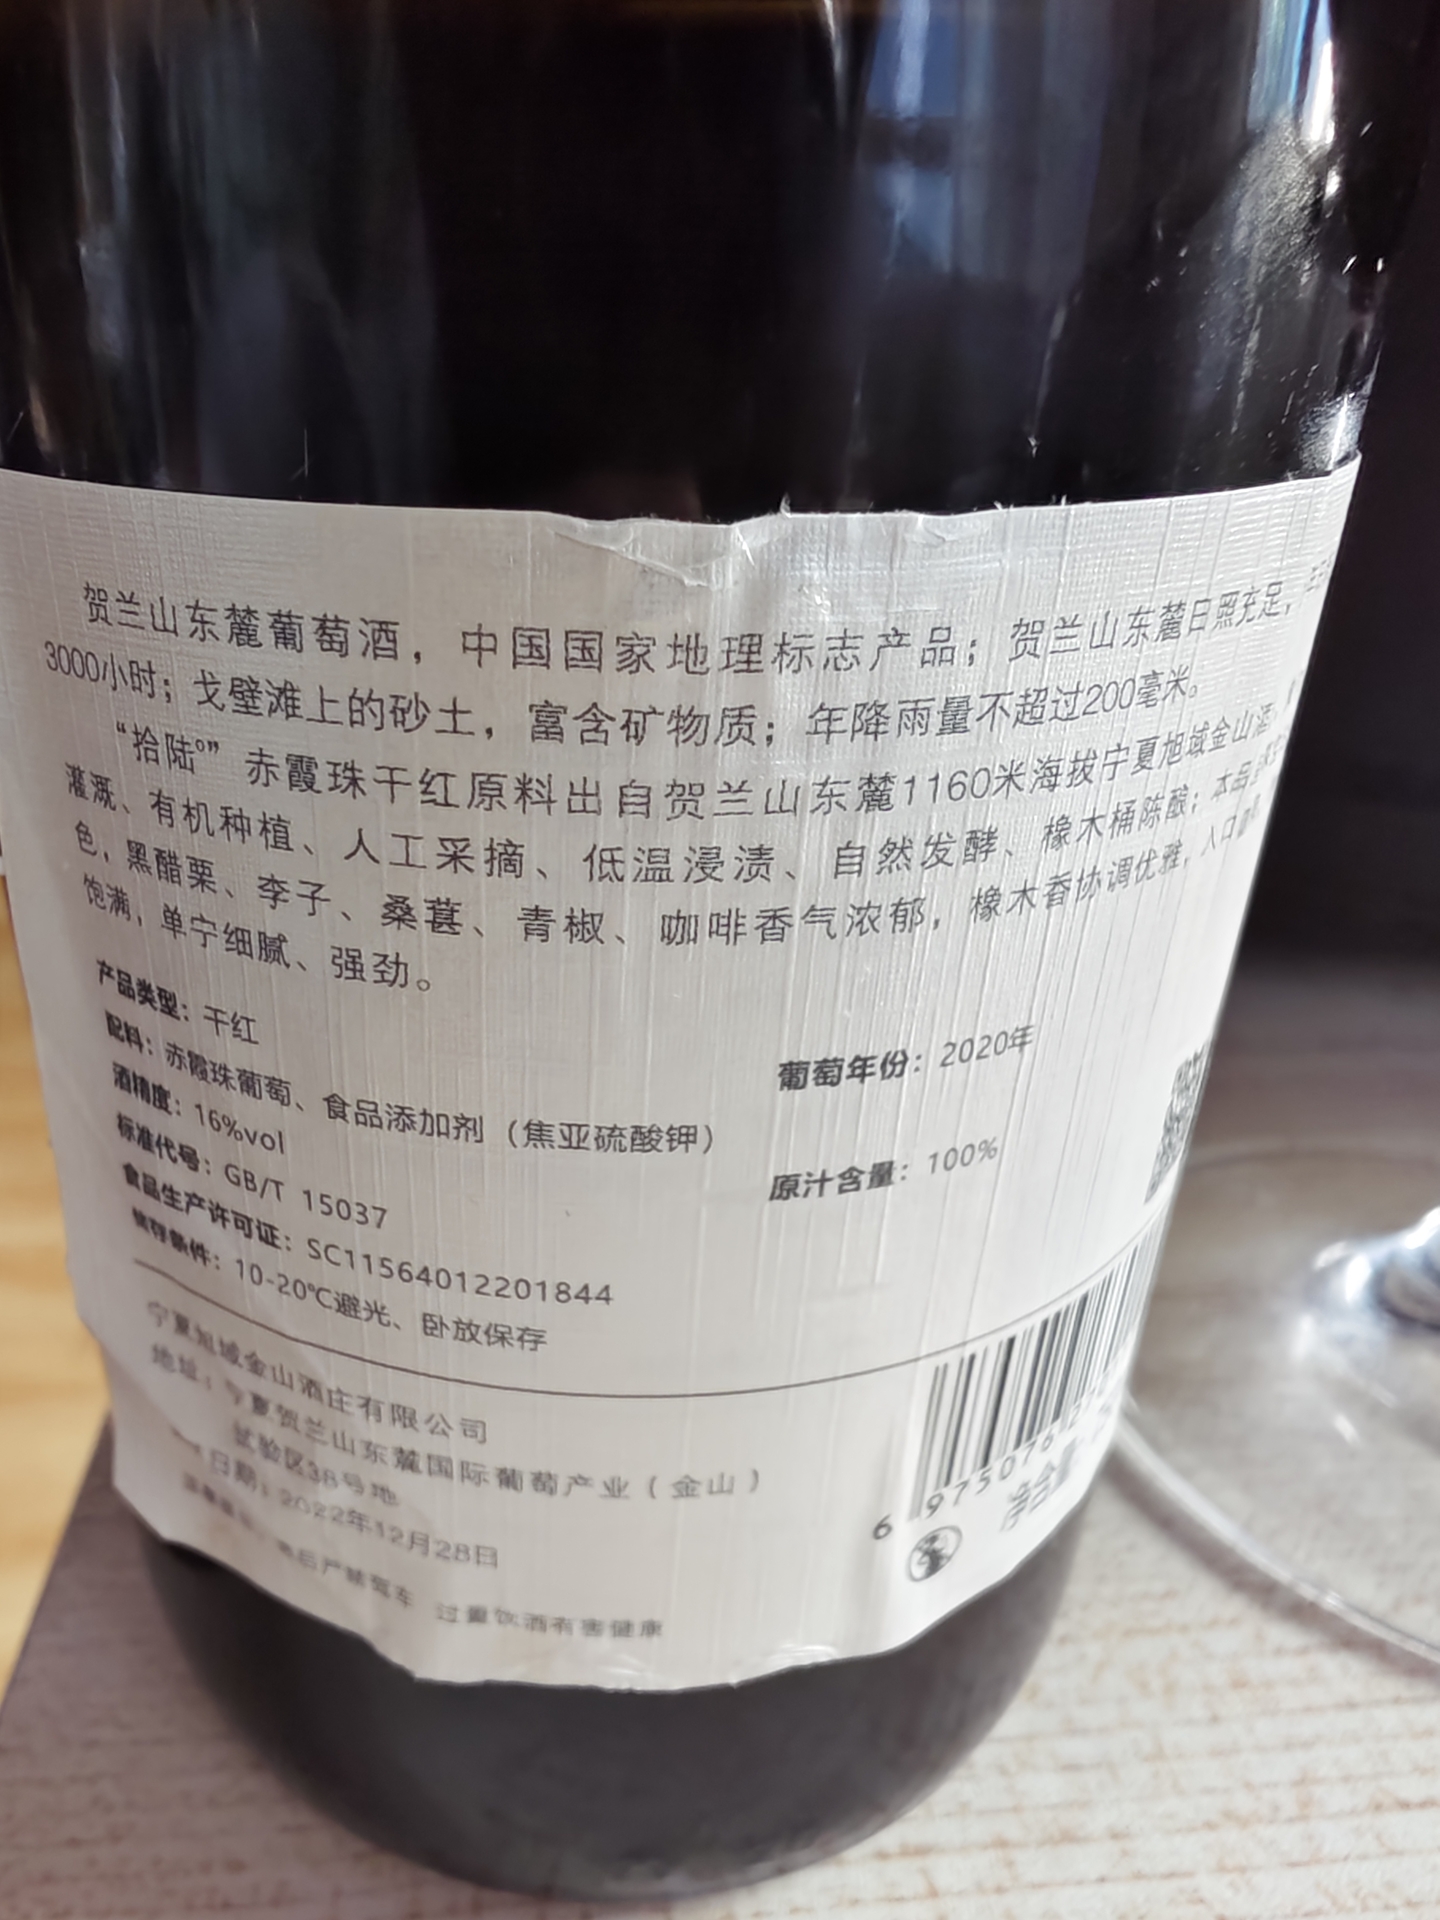 贺兰山东麓葡萄酒，中国国家地理标志产品；贺兰山东麓日照充足，
3000小时；戈壁滩上的砂土，富含矿物质；年降雨量不超过200毫米。
“拾陆°”赤霞珠干红原料出自贺兰山东麓1160米海拔宁夏旭域金山酒
灌溉、有机种植、人工采摘、低温浸渍、自然发酵、橡木桶陈酿；本品
色，黑醋栗、李子、桑葚、青椒、咖啡香气浓郁，橡木香协调优雅，入口
饱满，单宁细腻、强劲。
产品类型：干红 葡萄年份：2020年
配料：赤霞珠葡萄、食品添加剂（焦亚硫酸钾）
酒精度：16%vol 原汁含量：100%
标准代号：GB/T 15037
食品生产许可证：SC11564012201844
储存条件：10-20℃避光、卧放保存
宁夏旭域金山酒庄有限公司
地址：宁夏贺兰山东麓国际葡萄产业（金山）
试验区38号地
日期：2022年12月28日
酒后严禁驾车 过量饮酒有害健康
6 975076
净含量